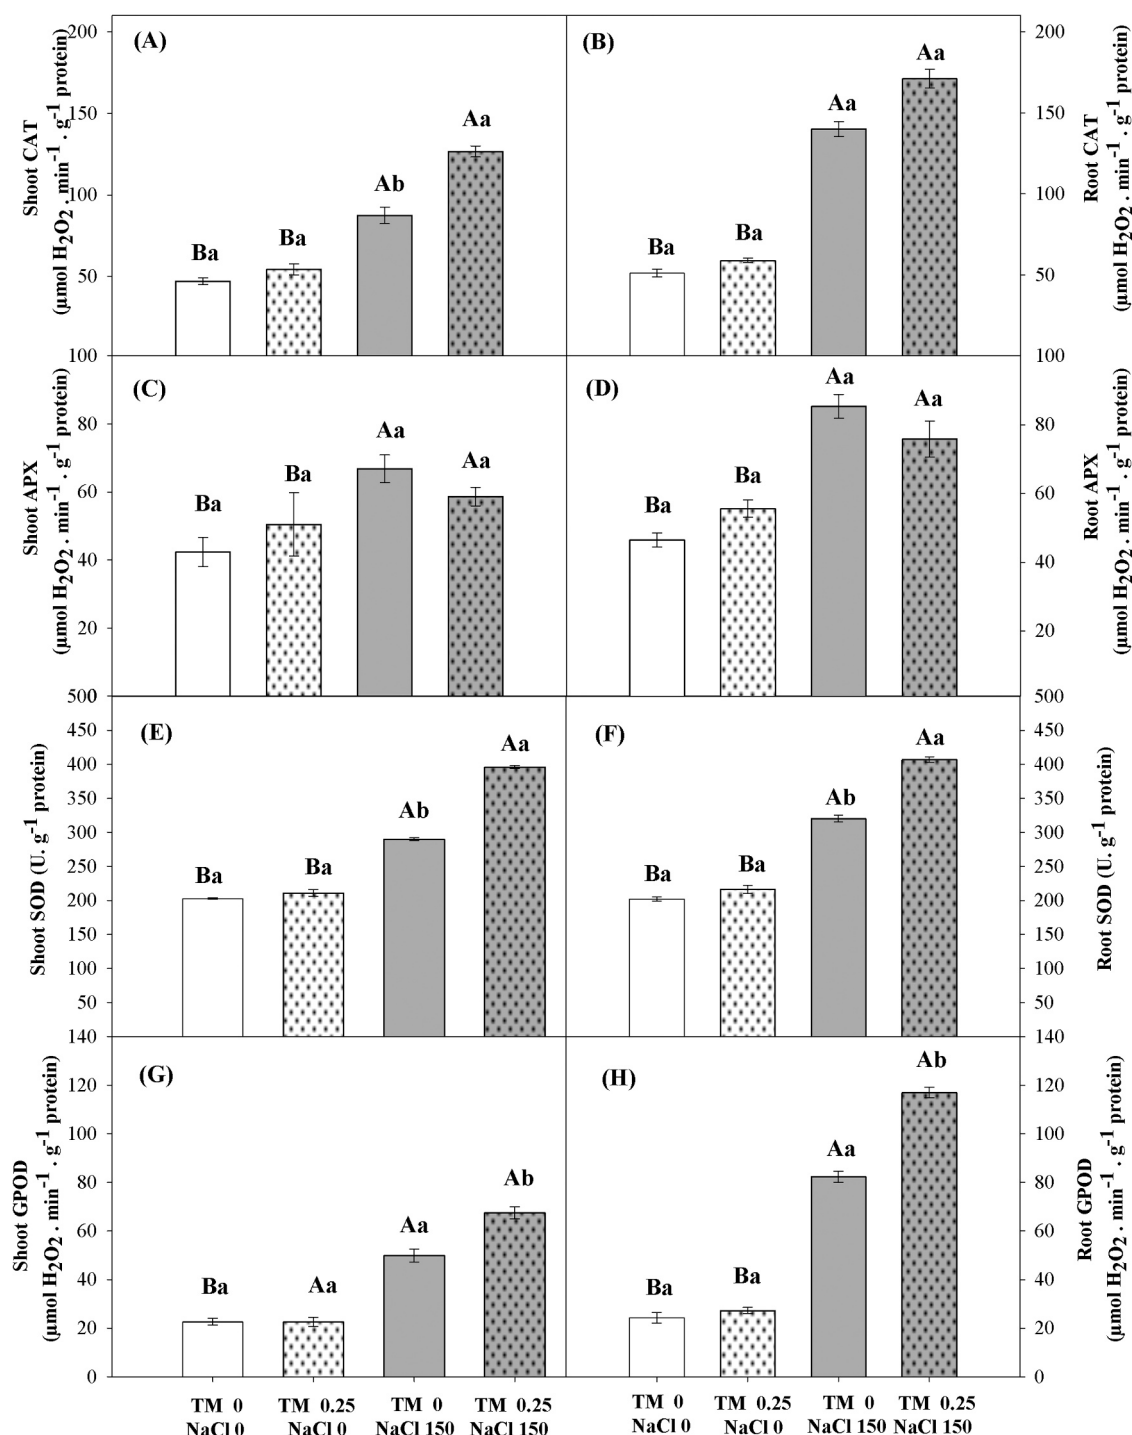 (A)
200
150
100
50
100
Shoot CAT
(µmol H2O2 . min-1 . g-1 protein)
Ba
Ba
Ab
Aa
(B)
200
150
100
50
100
Root CAT
(µmol H2O2 . min-1 . g-1 protein)
Ba
Ba
Aa
Aa
(C)
80
60
40
20
500
Shoot APX
(µmol H2O2 . min-1 . g-1 protein)
Ba
Ba
Aa
Aa
(D)
80
60
40
20
500
Root APX
(µmol H2O2 . min-1 . g-1 protein)
Ba
Ba
Aa
Aa
(E)
450
400
350
300
250
200
150
100
50
140
Shoot SOD (U. g-1 protein)
Ba
Ba
Ab
Aa
(F)
450
400
350
300
250
200
150
100
50
140
Root SOD (U. g-1 protein)
Ba
Ba
Ab
Aa
(G)
120
100
80
60
40
20
0
Shoot GPOD
(µmol H2O2 . min-1 . g-1 protein)
Ba
Aa
Aa
Ab
(H)
120
100
80
60
40
20
0
Root GPOD
(µmol H2O2 . min-1 . g-1 protein)
Ba
Ba
Aa
Ab
TM 0
NaCl 0
TM 0.25
NaCl 0
TM 0
NaCl 150
TM 0.25
NaCl 150
TM 0
NaCl 0
TM 0.25
NaCl 0
TM 0
NaCl 150
TM 0.25
NaCl 150